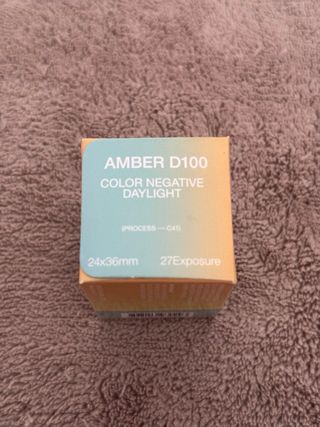 AMBER D100
COLOR NEGATIVE
DAYLIGHT
(PROCESS — C41)
24x36mm 27Exposure